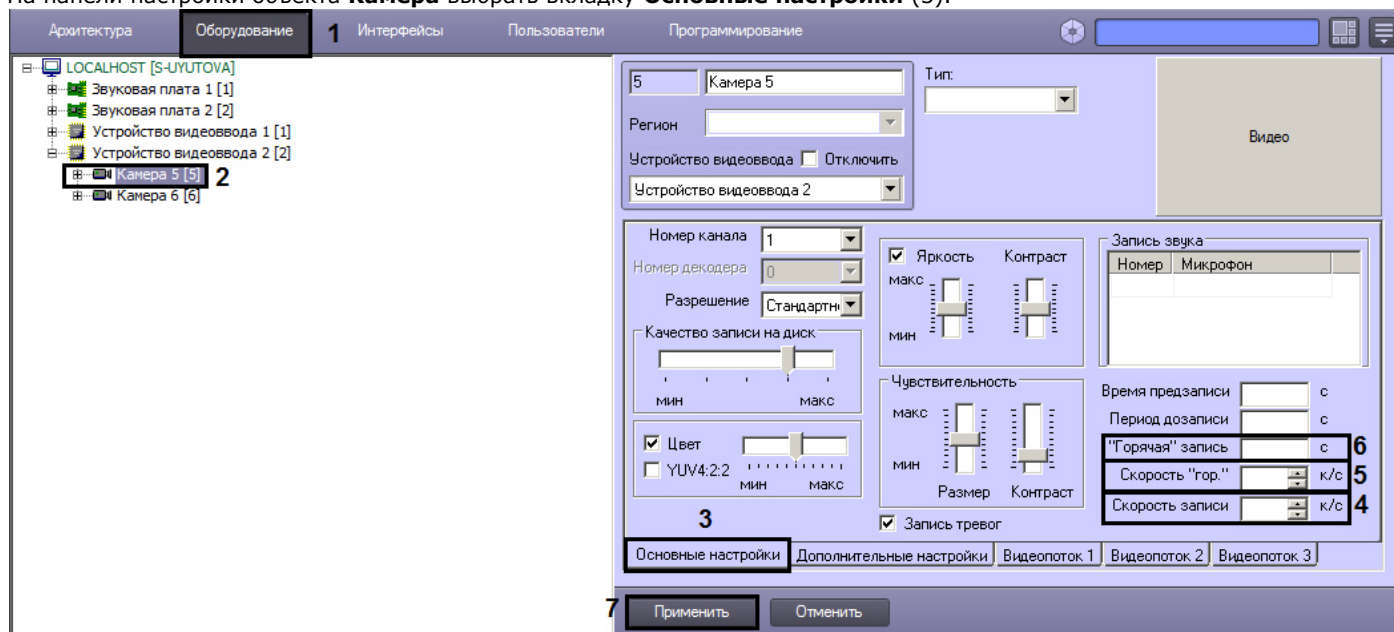 На панели настройки объекта Камера выбрать вкладку Основные настройки (3).
Архитектура Оборудование 1 Интерфейсы Пользователи Программирование
LOCALHOST [S-UYUTOVA]
Звуковая плата 1 [1]
Звуковая плата 2 [2]
Устройство видеоввода 1 [1]
Устройство видеоввода 2 [2]
Камера 5 [5] 2
Камера 6 [6]
5 Камера 5
Тип:
Регион
Устройство видеоввода Отключить
Устройство видеоввода 2
Видео
Номер канала 1
Номер декодера 0
Разрешение Стандартн
Качество записи на диск
мин макс
Цвет
YUV4:2:2
мин макс
3
Яркость Контраст
макс
мин
Чувствительность
макс
мин
Размер Контраст
Запись тревог
Запись звука
Номер Микрофон
Время предзаписи с
Период дозаписи с
"Горячая" запись с 6
Скорость "гор." к/с 5
Скорость записи к/с 4
Основные настройки Дополнительные настройки Видеопоток 1 Видеопоток 2 Видеопоток 3
7 Применить Отменить